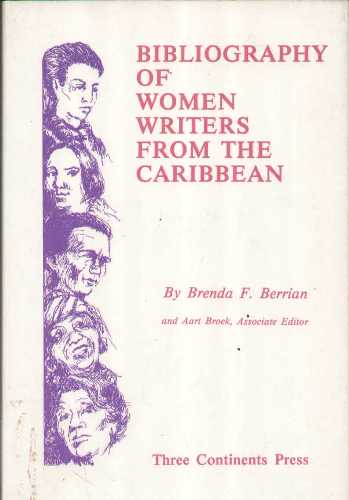 BIBLIOGRAPHY
OF
WOMEN
WRITERS
FROM THE
CARIBBEAN
By Brenda F. Berrian
and Aart Broek, Associate Editor
Three Continents Press